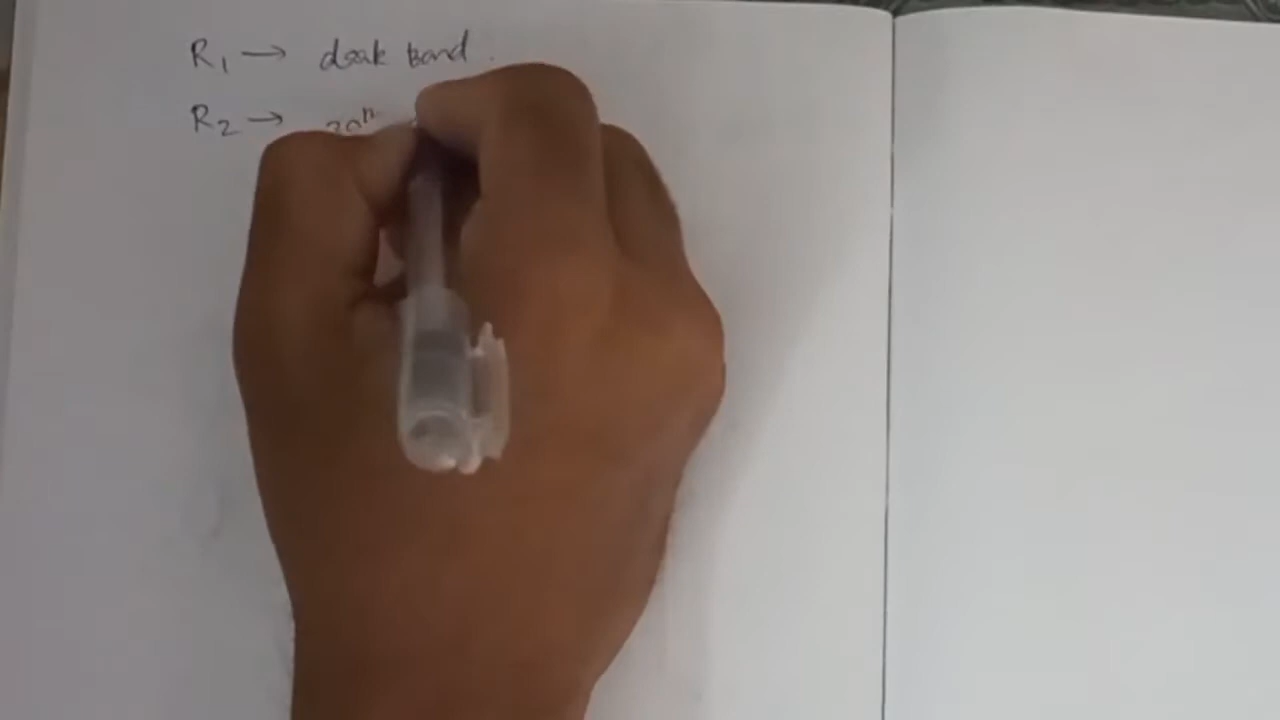 R₁ → dark band.
R₂ →